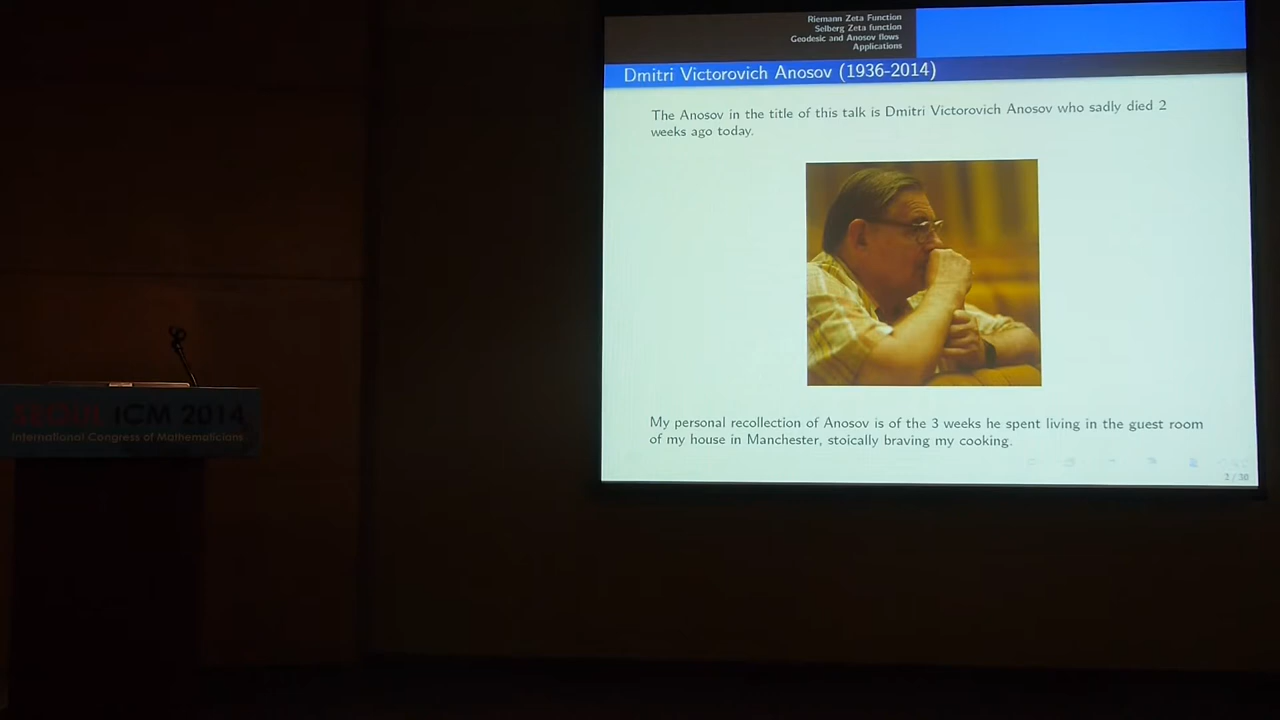 Riemann Zeta Function
Selberg Zeta function
Geodesic and Anosov flows
Applications
Dmitri Victorovich Anosov (1936-2014)
The Anosov in the title of this talk is Dmitri Victorovich Anosov who sadly died 2
weeks ago today.
My personal recollection of Anosov is of the 3 weeks he spent living in the guest room
of my house in Manchester, stoically braving my cooking.
2 / 30
SEOUL ICM 2014
International Congress of Mathematicians